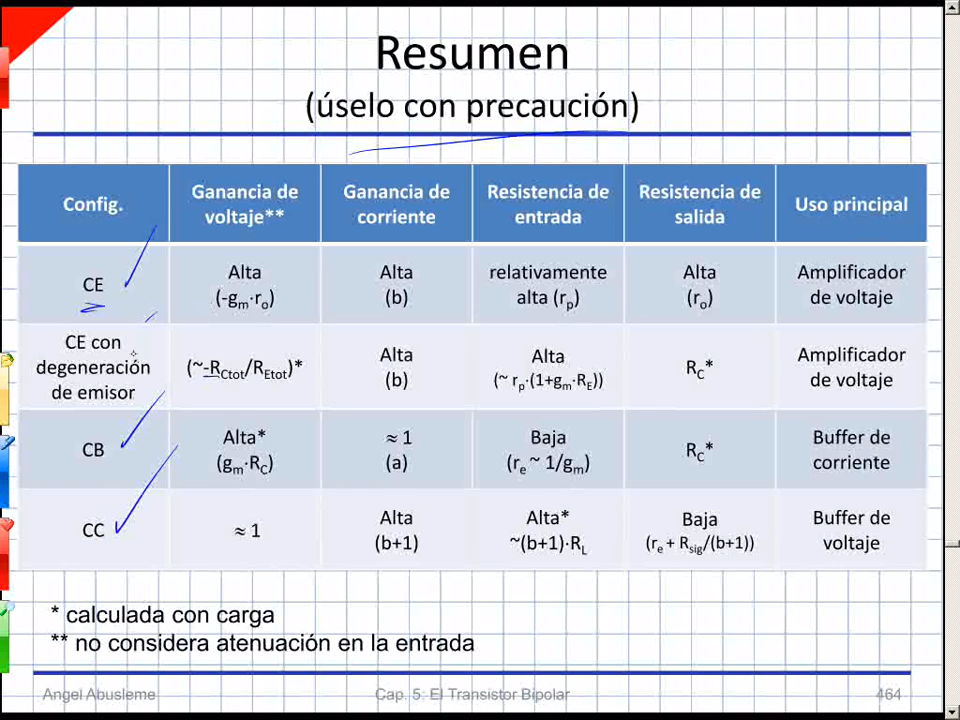 Resumen
(úselo con precaución)
Config.
Ganancia de
voltaje**
Ganancia de
corriente
Resistencia de
entrada
Resistencia de
salida
Uso principal
CE
Alta
(-gm·ro)
Alta
(b)
relativamente
alta (rp)
Alta
(ro)
Amplificador
de voltaje
CE con
degeneración
de emisor
(~-RCtot/REtot)*
Alta
(b)
Alta
(~ rp·(1+gm·RE))
RC*
Amplificador
de voltaje
CB
Alta*
(gm·RC)
≈ 1
(a)
Baja
(re ~ 1/gm)
RC*
Buffer de
corriente
CC
≈ 1
Alta
(b+1)
Alta*
~(b+1)·RL
Baja
(re + Rsig/(b+1))
Buffer de
voltaje
* calculada con carga
** no considera atenuación en la entrada
Angel Abusleme
Cap. 5: El Transistor Bipolar
464